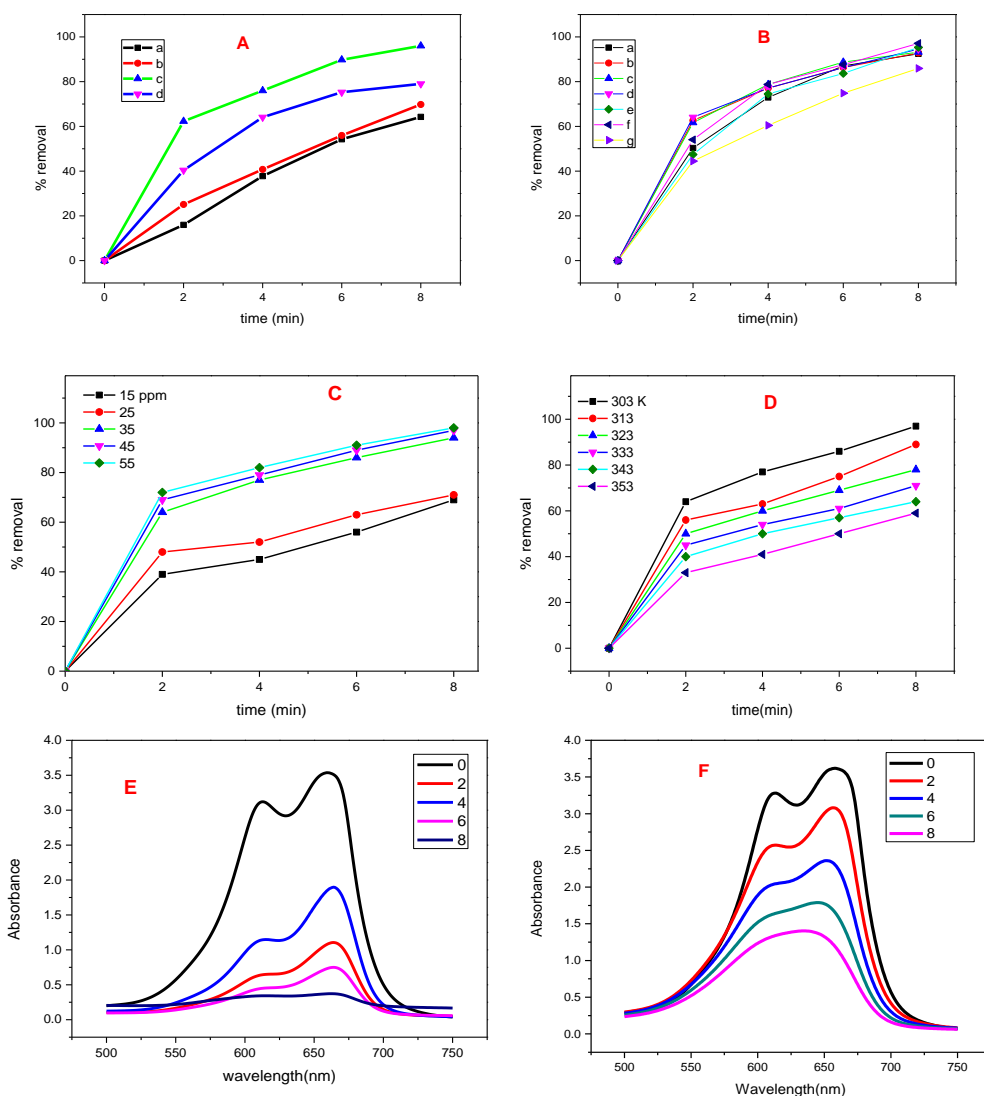 A
a
b
c
d
100
80
60
40
20
0
% removal
0 2 4 6 8
time (min)
B
a
b
c
d
e
f
g
100
80
60
40
20
0
% removal
0 2 4 6 8
time(min)
C
15 ppm
25
35
45
55
100
80
60
40
20
0
% removal
0 2 4 6 8
time (min)
D
303 K
313
323
333
343
353
100
80
60
40
20
0
% removal
0 2 4 6 8
time(min)
E
0
2
4
6
8
4.0
3.5
3.0
2.5
2.0
1.5
1.0
0.5
0.0
Absorbance
500 550 600 650 700 750
wavelength(nm)
F
0
2
4
6
8
4.0
3.5
3.0
2.5
2.0
1.5
1.0
0.5
0.0
Absorbance
500 550 600 650 700 750
Wavelength(nm)